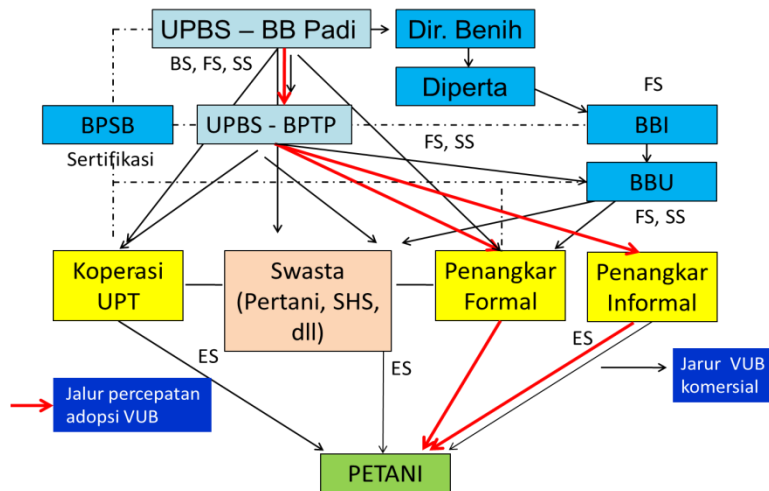 UPBS – BB Padi
Dir. Benih
BS, FS, SS
Diperta
FS
BPSB
UPBS - BPTP
BBI
Sertifikasi
FS, SS
BBU
FS, SS
Koperasi
UPT
Swasta
(Pertani, SHS,
dll)
Penangkar
Formal
Penangkar
Informal
ES
ES
ES
Jalur percepatan
adopsi VUB
Jarur VUB
komersial
PETANI